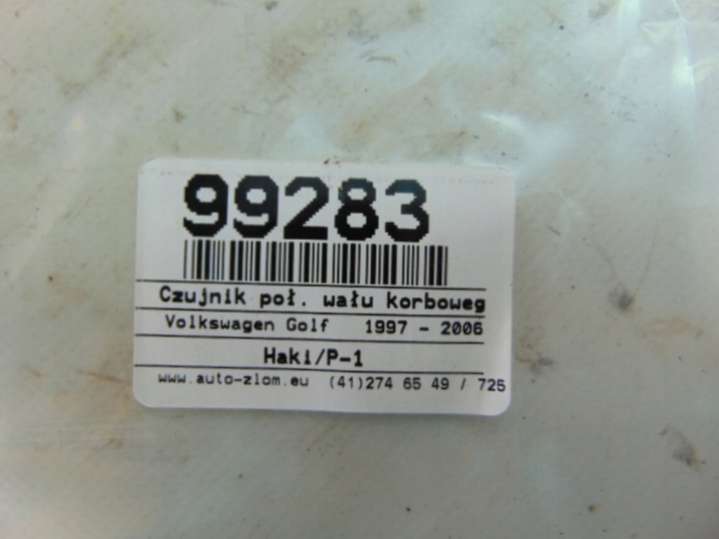 99283
Czujnik poł. wału korboweg
Volkswagen Golf 1997 - 2006
Haki/P-1
www.auto-zlom.eu (41)274 65 49 / 725